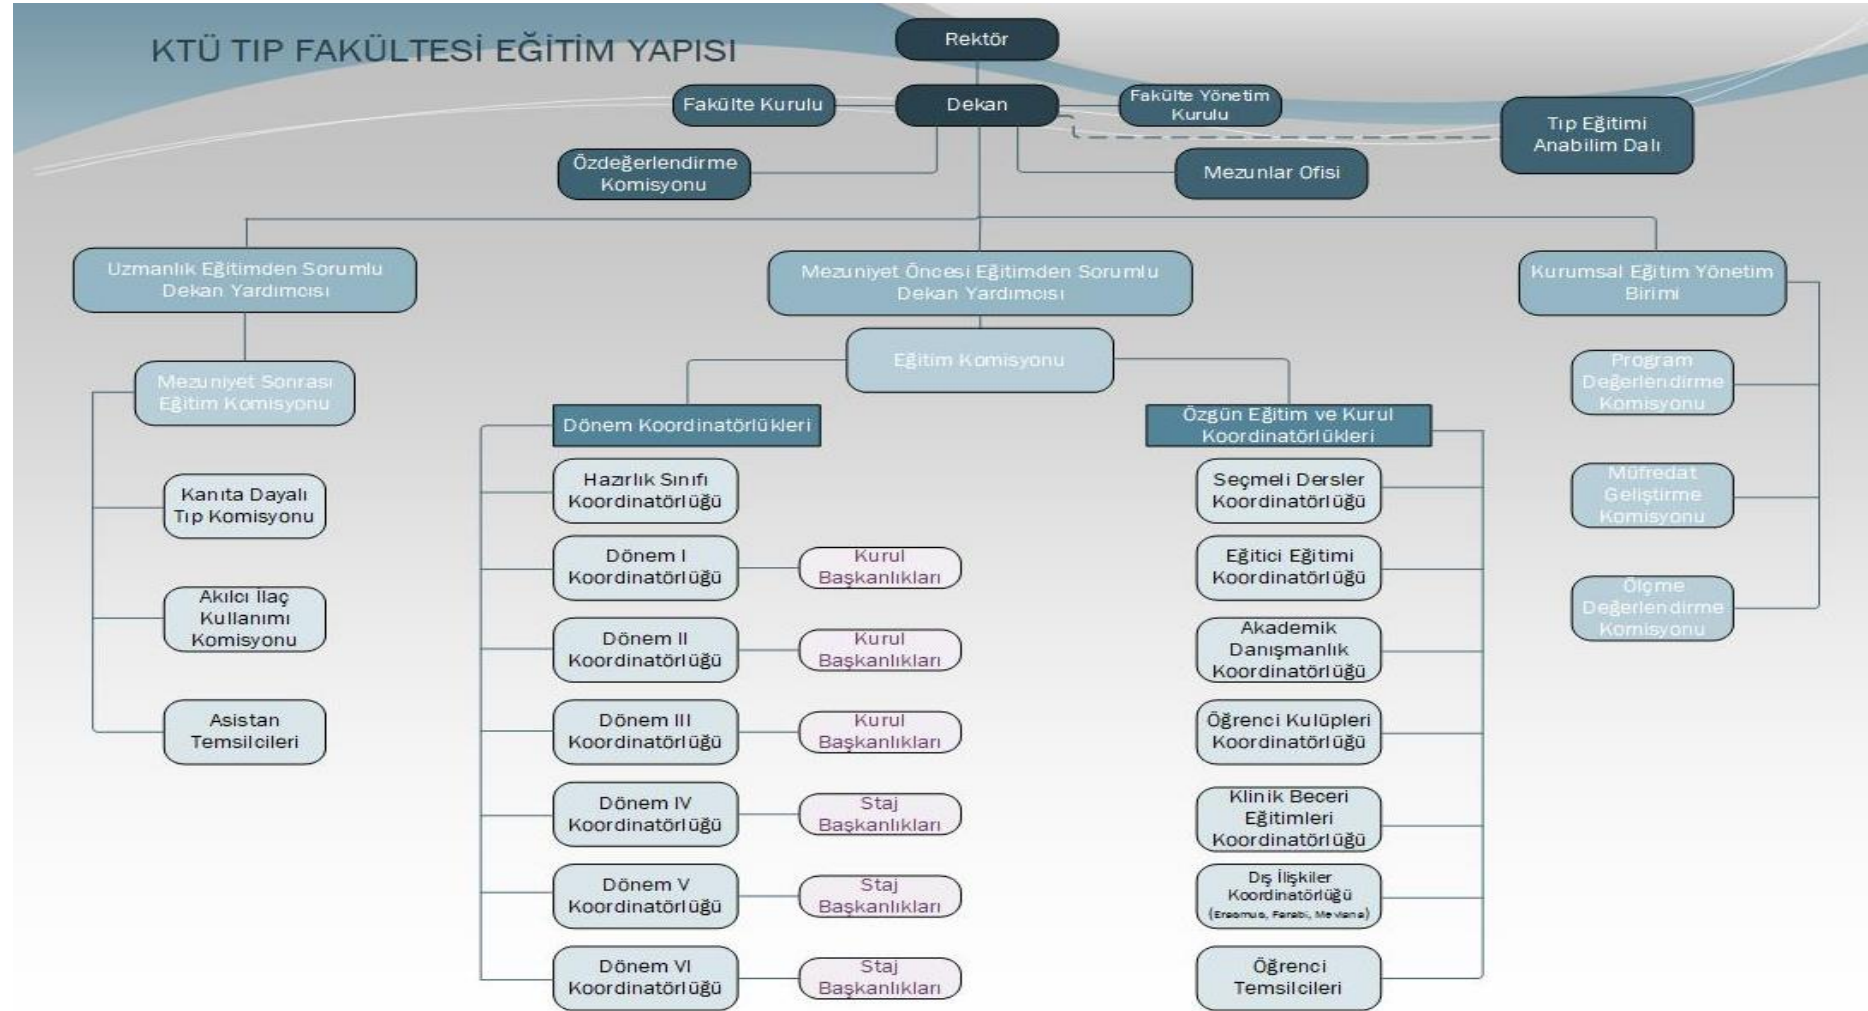 KTÜ TIP FAKÜLTESİ EĞİTİM YAPISI
Rektör
Fakülte Kurulu
Dekan
Fakülte Yönetim
Kurulu
Tıp Eğitimi
Anabilim Dalı
Özdeğerlendirme
Komisyonu
Mezunlar Ofisi
Uzmanlık Eğitimden Sorumlu
Dekan Yardımcısı
Mezuniyet Öncesi Eğitimden Sorumlu
Dekan Yardımcısı
Kurumsal Eğitim Yönetim
Birimi
Mezuniyet Sonrası
Eğitim Komisyonu
Kanıta Dayalı
Tıp Komisyonu
Akılcı İlaç
Kullanımı
Komisyonu
Asistan
Temsilcileri
Eğitim Komisyonu
Dönem Koordinatörlükleri
Hazırlık Sınıfı
Koordinatörlüğü
Dönem I
Koordinatörlüğü
Kurul
Başkanlıkları
Dönem II
Koordinatörlüğü
Kurul
Başkanlıkları
Dönem III
Koordinatörlüğü
Kurul
Başkanlıkları
Dönem IV
Koordinatörlüğü
Staj
Başkanlıkları
Dönem V
Koordinatörlüğü
Staj
Başkanlıkları
Dönem VI
Koordinatörlüğü
Staj
Başkanlıkları
Özgün Eğitim ve Kurul
Koordinatörlükleri
Seçmeli Dersler
Koordinatörlüğü
Eğitici Eğitimi
Koordinatörlüğü
Akademik
Danışmanlık
Koordinatörlüğü
Öğrenci Kulüpleri
Koordinatörlüğü
Klinik Beceri
Eğitimleri
Koordinatörlüğü
Dış İlişkiler
Koordinatörlüğü
(Erasmus, Farabi, Mevlana)
Öğrenci
Temsilcileri
Program
Değerlendirme
Komisyonu
Müfredat
Geliştirme
Komisyonu
Ölçme
Değerlendirme
Komisyonu